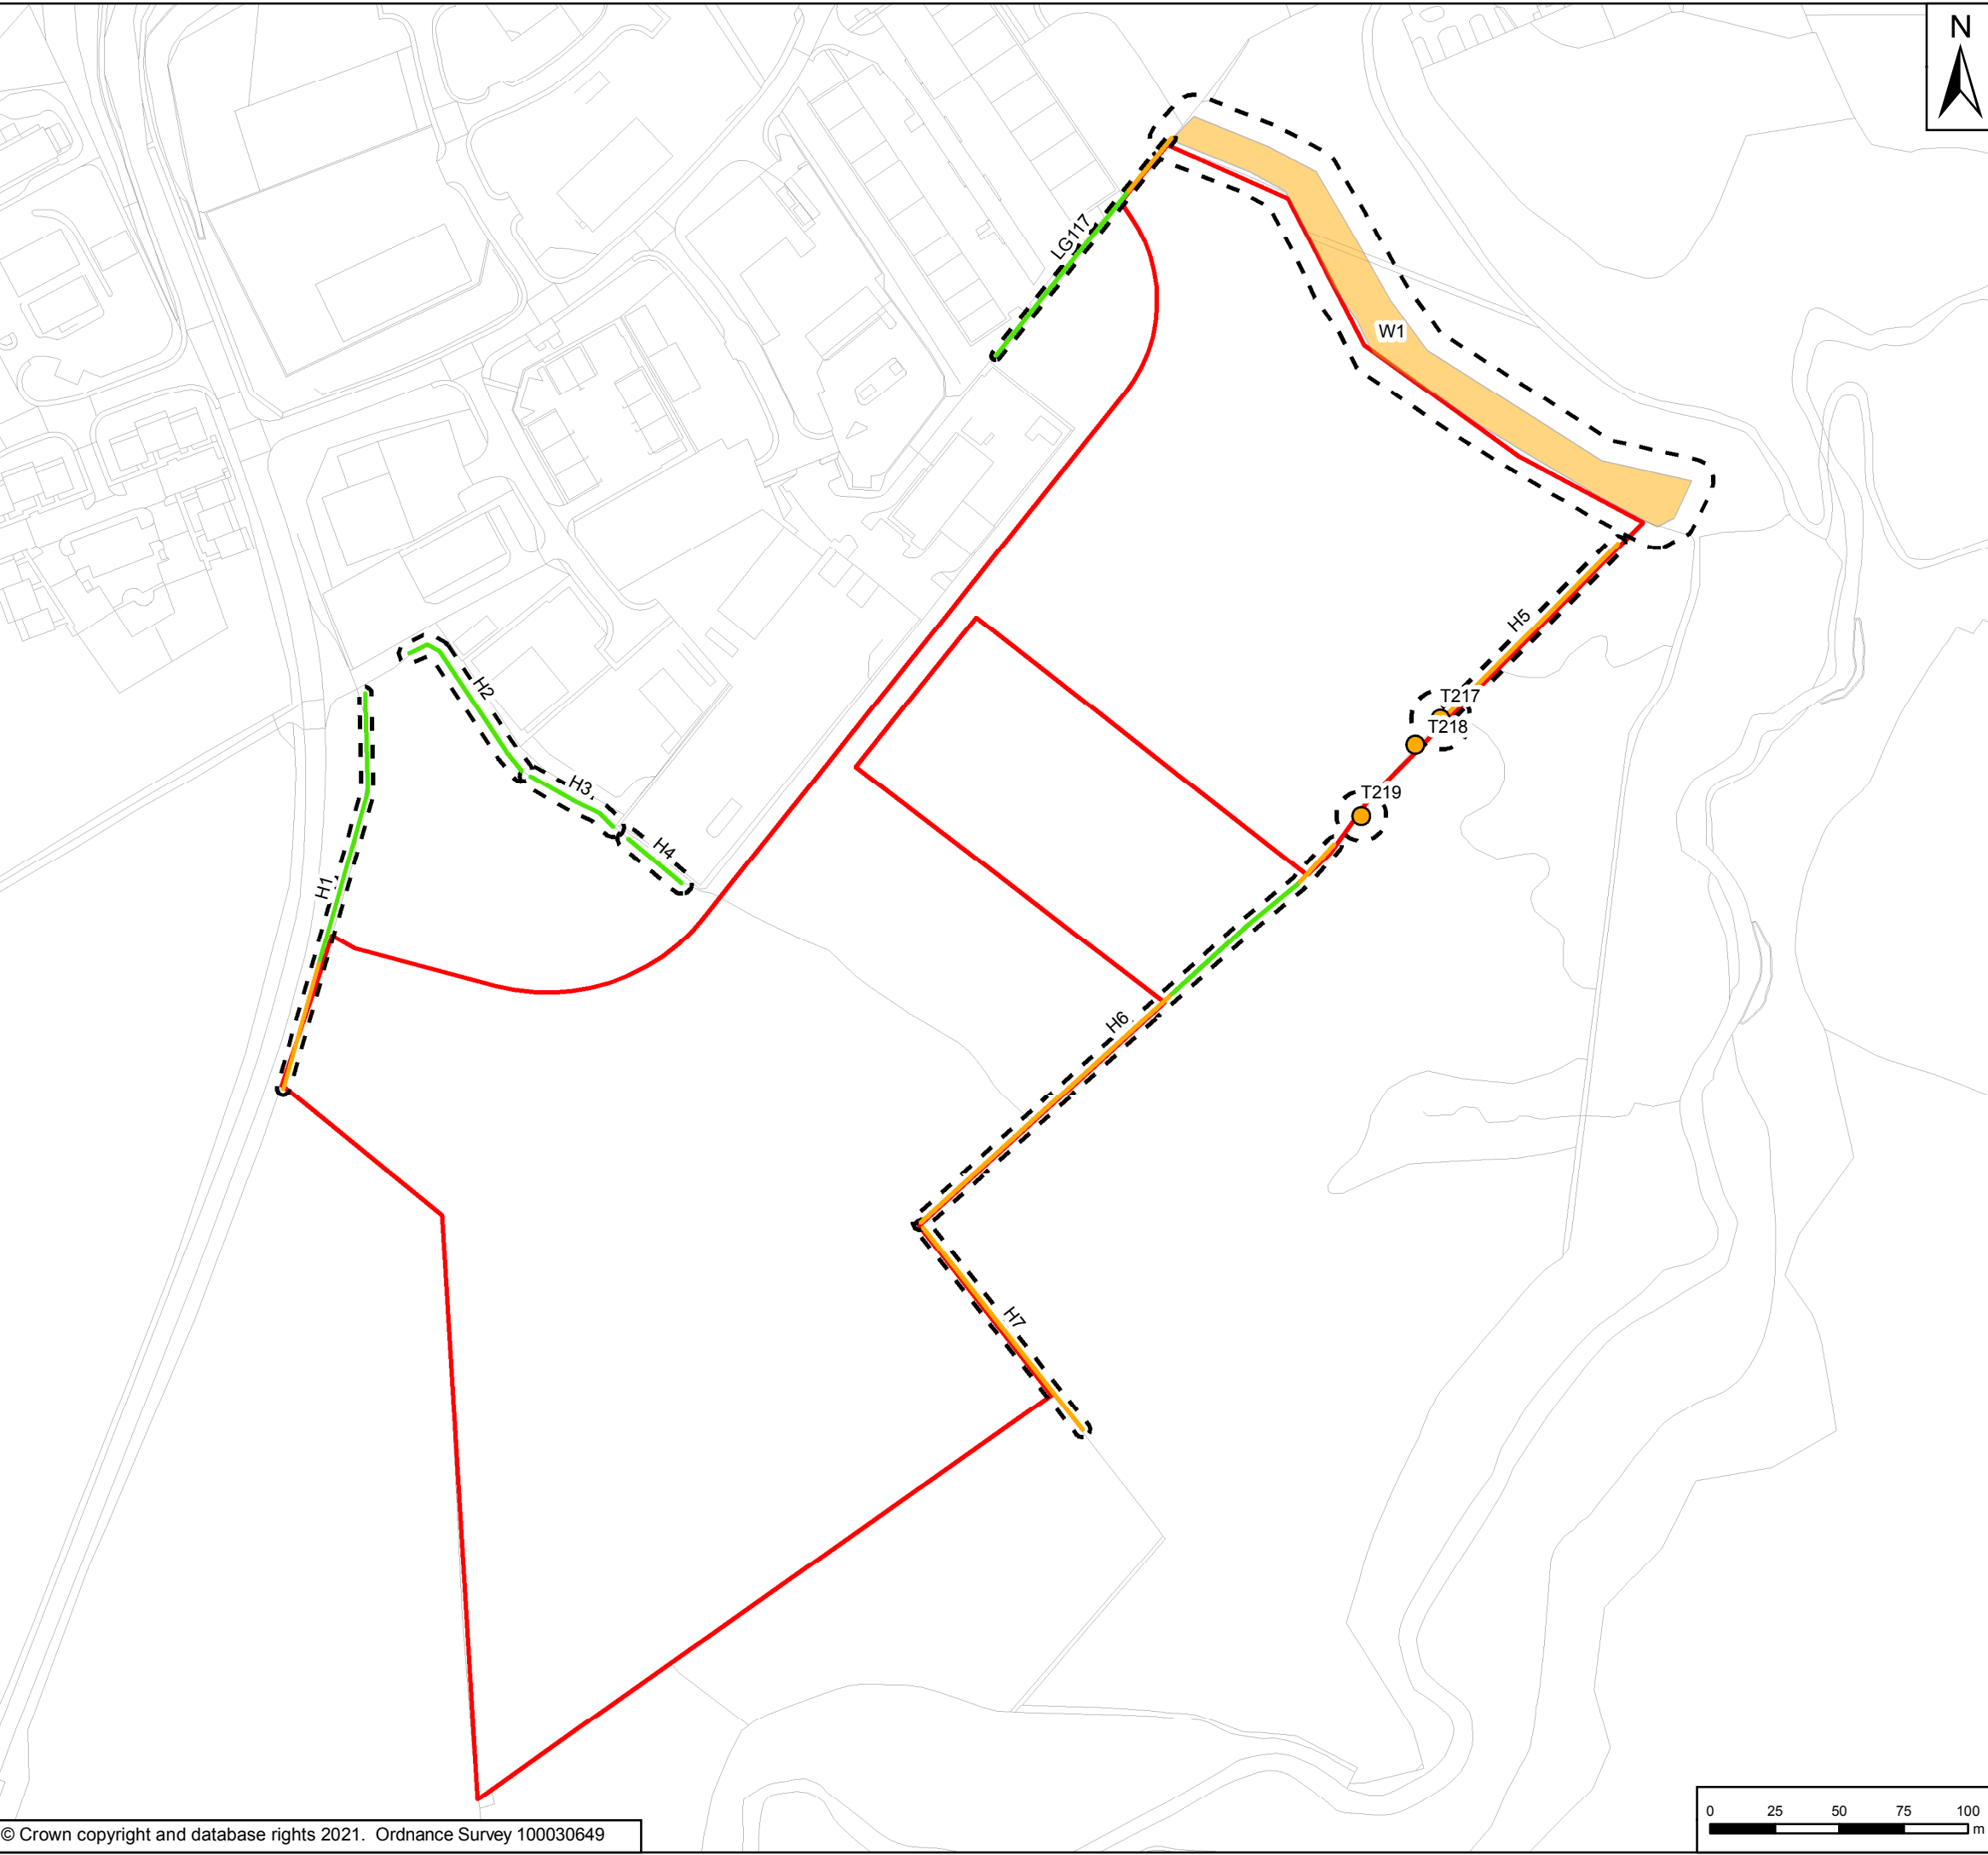 N
LG117
W1
H5
H2
T217
T218
H3
T219
H4
H1
H6
H7
0 25 50 75 100
m
© Crown copyright and database rights 2021. Ordnance Survey 100030649